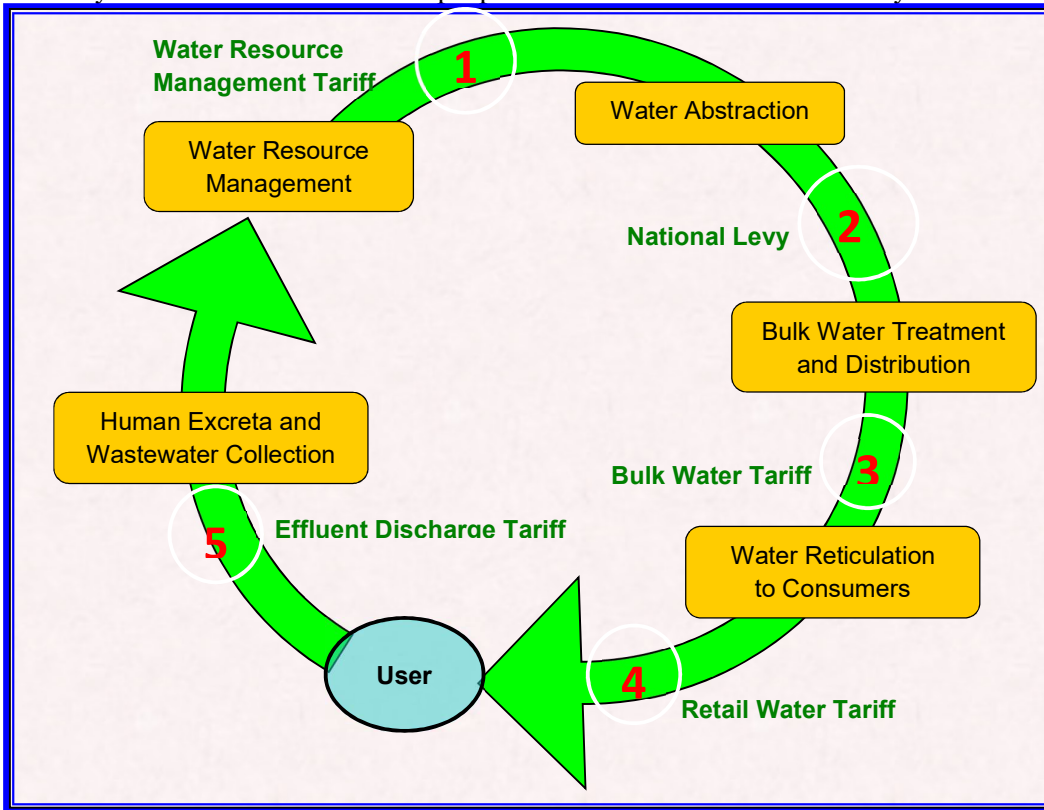 Water Resource
Management Tariff
1
Water Abstraction
Water Resource
Management
2
National Levy
Bulk Water Treatment
and Distribution
Human Excreta and
Wastewater Collection
Bulk Water Tariff
3
Effluent Discharge Tariff
5
Water Reticulation
to Consumers
User
4
Retail Water Tariff